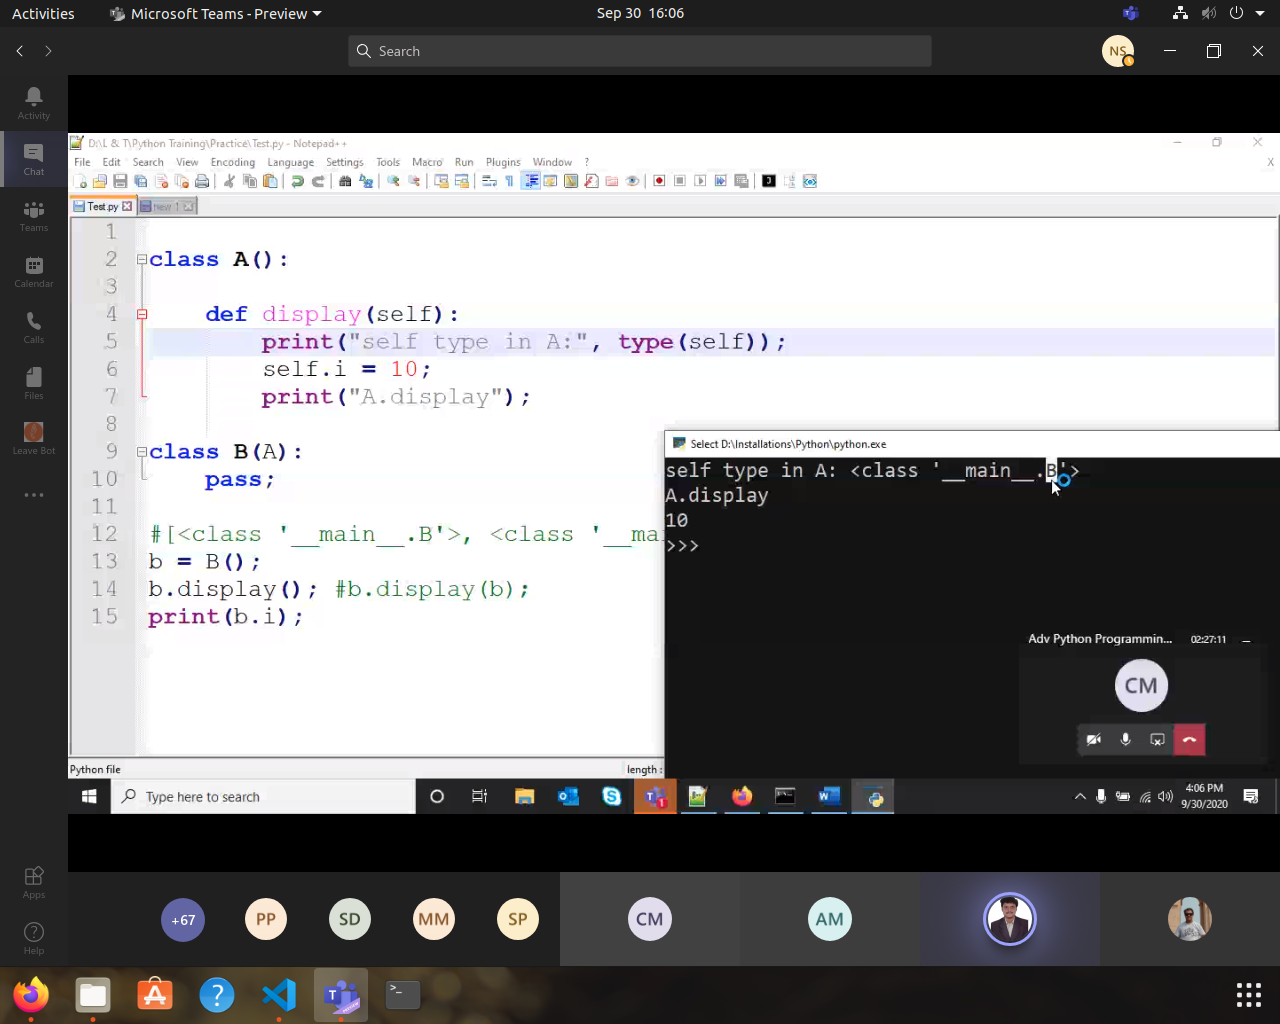 Activities
Microsoft Teams - Preview
Sep 30 16:06
Search
NS
Activity
Chat
Teams
Calendar
Calls
Files
Leave Bot
Apps
Help
D:\L & T\Python Training\Practice\Test.py - Notepad++
File Edit Search View Encoding Language Settings Tools Macro Run Plugins Window ?
X
Test.py
new 1
1
2 class A():
3
4 def display(self):
5 print("self type in A:", type(self));
6 self.i = 10;
7 print("A.display");
8
9 class B(A):
10 pass;
11
12 #[<class '__main__.B'>, <class '__ma
13 b = B();
14 b.display(); #b.display(b);
15 print(b.i);
Select D:\Installations\Python\python.exe
self type in A: <class '__main__.B'>
A.display
10
>>>
Adv Python Programmin... 02:27:11
CM
Python file
length :
Type here to search
1
4:06 PM
9/30/2020
+67
PP
SD
MM
SP
CM
AM